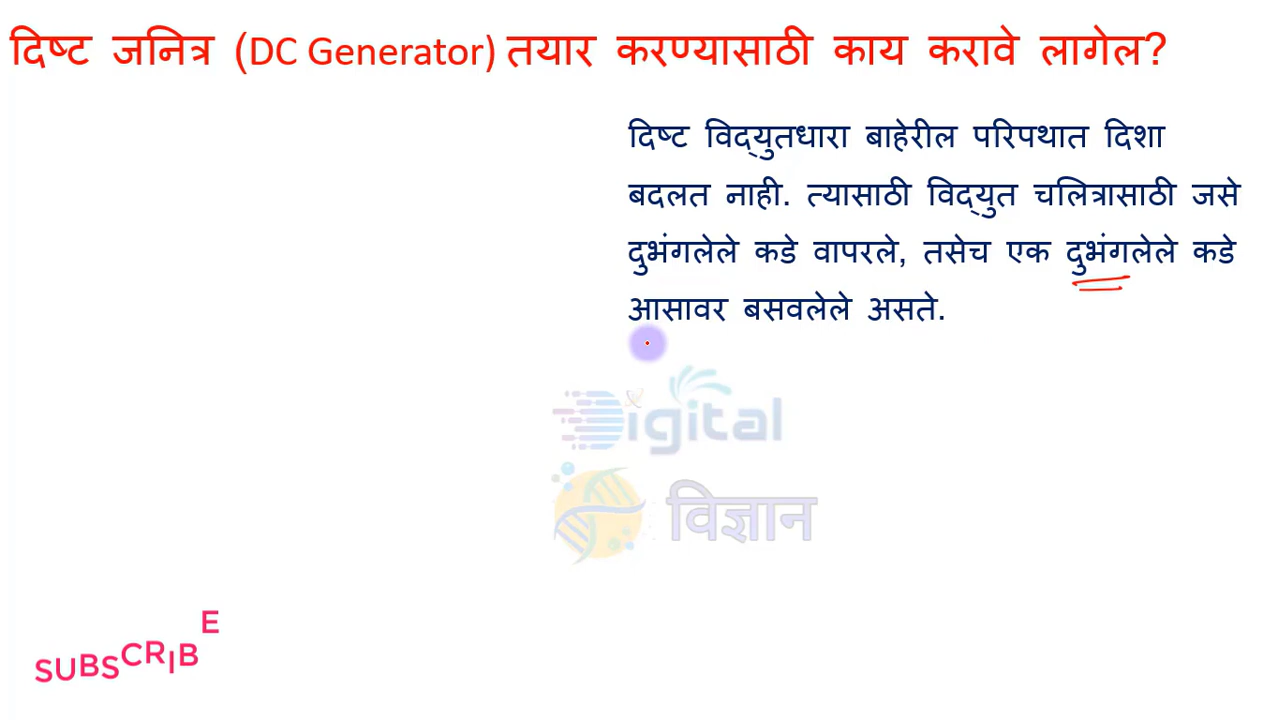 दिष्ट जनित्र (DC Generator) तयार करण्यासाठी काय करावे लागेल?
दिष्ट विद्‌युतधारा बाहेरील परिपथात दिशा
बदलत नाही. त्यासाठी विद्‌युत चलित्रासाठी जसे
दुभंगलेले कडे वापरले, तसेच एक दुभंगलेले कडे
आसावर बसवलेले असते.
Digital
विज्ञान
SUBSCRIBE